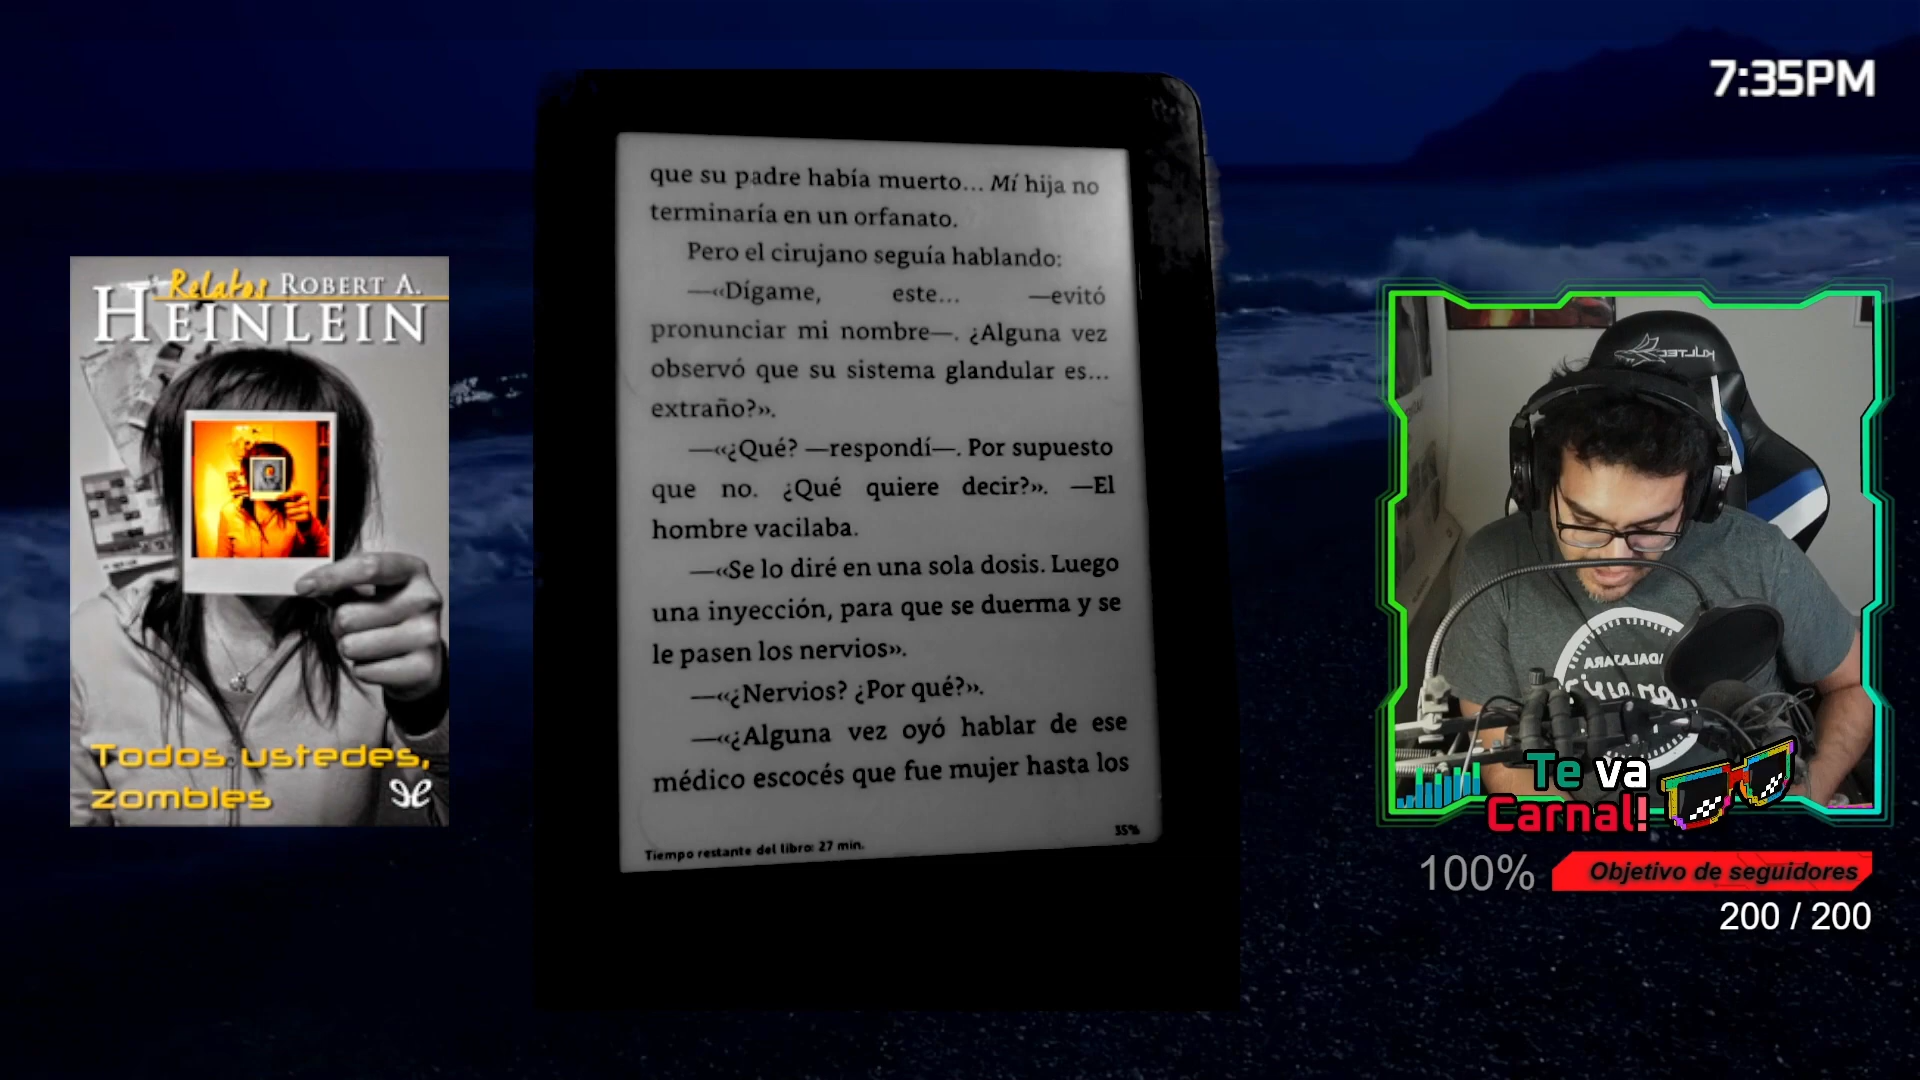 7:35PM
Relatos ROBERT A.
HEINLEIN
Todos ustedes,
zombies
que su padre había muerto... Mí hija no
terminaría en un orfanato.
Pero el cirujano seguía hablando:
—«Dígame, este... —evitó
pronunciar mi nombre—. ¿Alguna vez
observó que su sistema glandular es...
extraño?».
—«¿Qué? —respondí—. Por supuesto
que no. ¿Qué quiere decir?». —El
hombre vacilaba.
—«Se lo diré en una sola dosis. Luego
una inyección, para que se duerma y se
le pasen los nervios».
—«¿Nervios? ¿Por qué?».
—«¿Alguna vez oyó hablar de ese
médico escocés que fue mujer hasta los
Tiempo restante del libro: 27 min.
35%
KULTEC
Te va
Carnal!
100%
Objetivo de seguidores
200 / 200